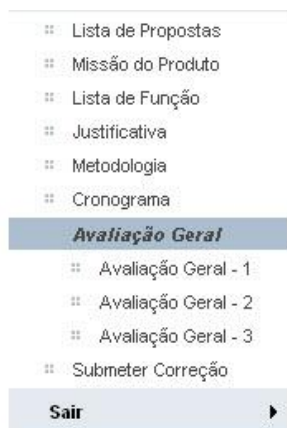 Lista de Propostas
Missão do Produto
Lista de Função
Justificativa
Metodologia
Cronograma
Avaliação Geral
Avaliação Geral - 1
Avaliação Geral - 2
Avaliação Geral - 3
Submeter Correção
Sair